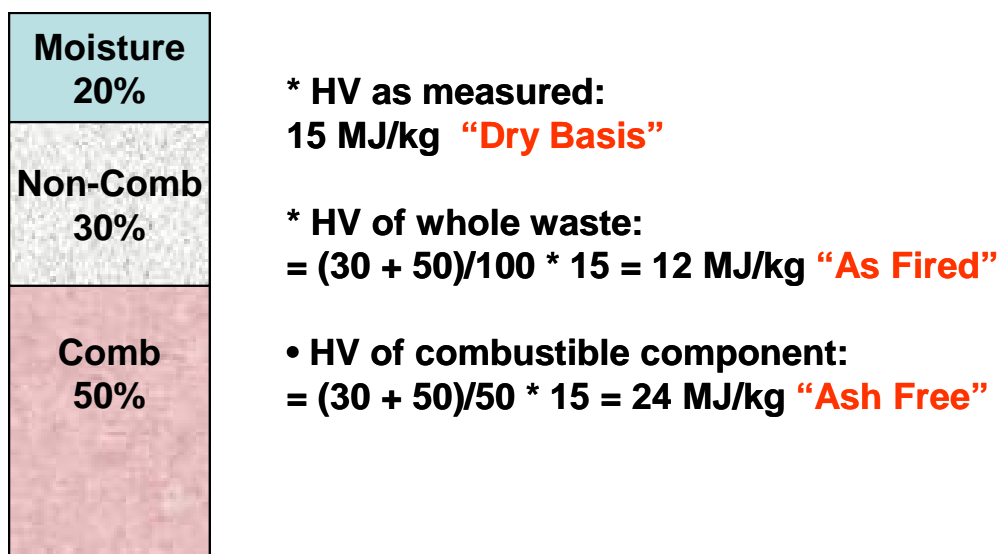 Moisture
20%
Non-Comb
30%
Comb
50%
* HV as measured:
15 MJ/kg “Dry Basis”
* HV of whole waste:
= (30 + 50)/100 * 15 = 12 MJ/kg “As Fired”
• HV of combustible component:
= (30 + 50)/50 * 15 = 24 MJ/kg “Ash Free”